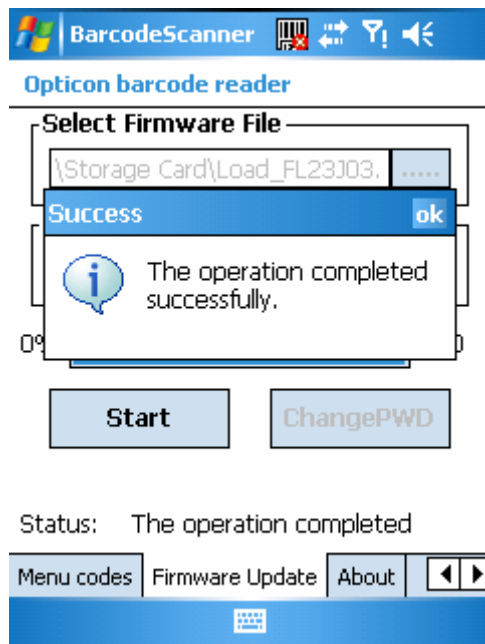 BarcodeScanner
Opticon barcode reader
Select Firmware File
\Storage Card\Load_FL23J03. .....
Success ok
The operation completed
successfully.
Start ChangePWD
Status: The operation completed
Menu codes Firmware Update About